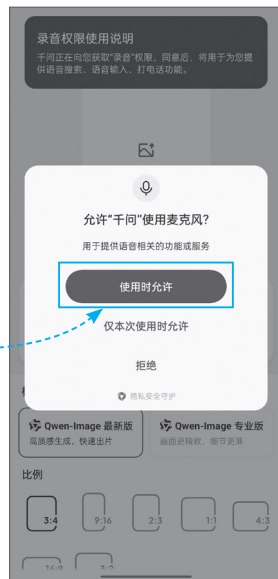 录音权限使用说明
千问正在向您获取“录音”权限，同意后，将用于为您提
供语音搜索、语音输入、打电话功能。
允许“千问”使用麦克风？
用于提供语音相关的功能或服务
使用时允许
仅本次使用时允许
拒绝
隐私安全守护
Qwen-Image 最新版
高质感生成，快速出片
Qwen-Image 专业版
画面更精致，细节更准
比例
3:4
9:16
2:3
1:1
4:3
16:9
3:2